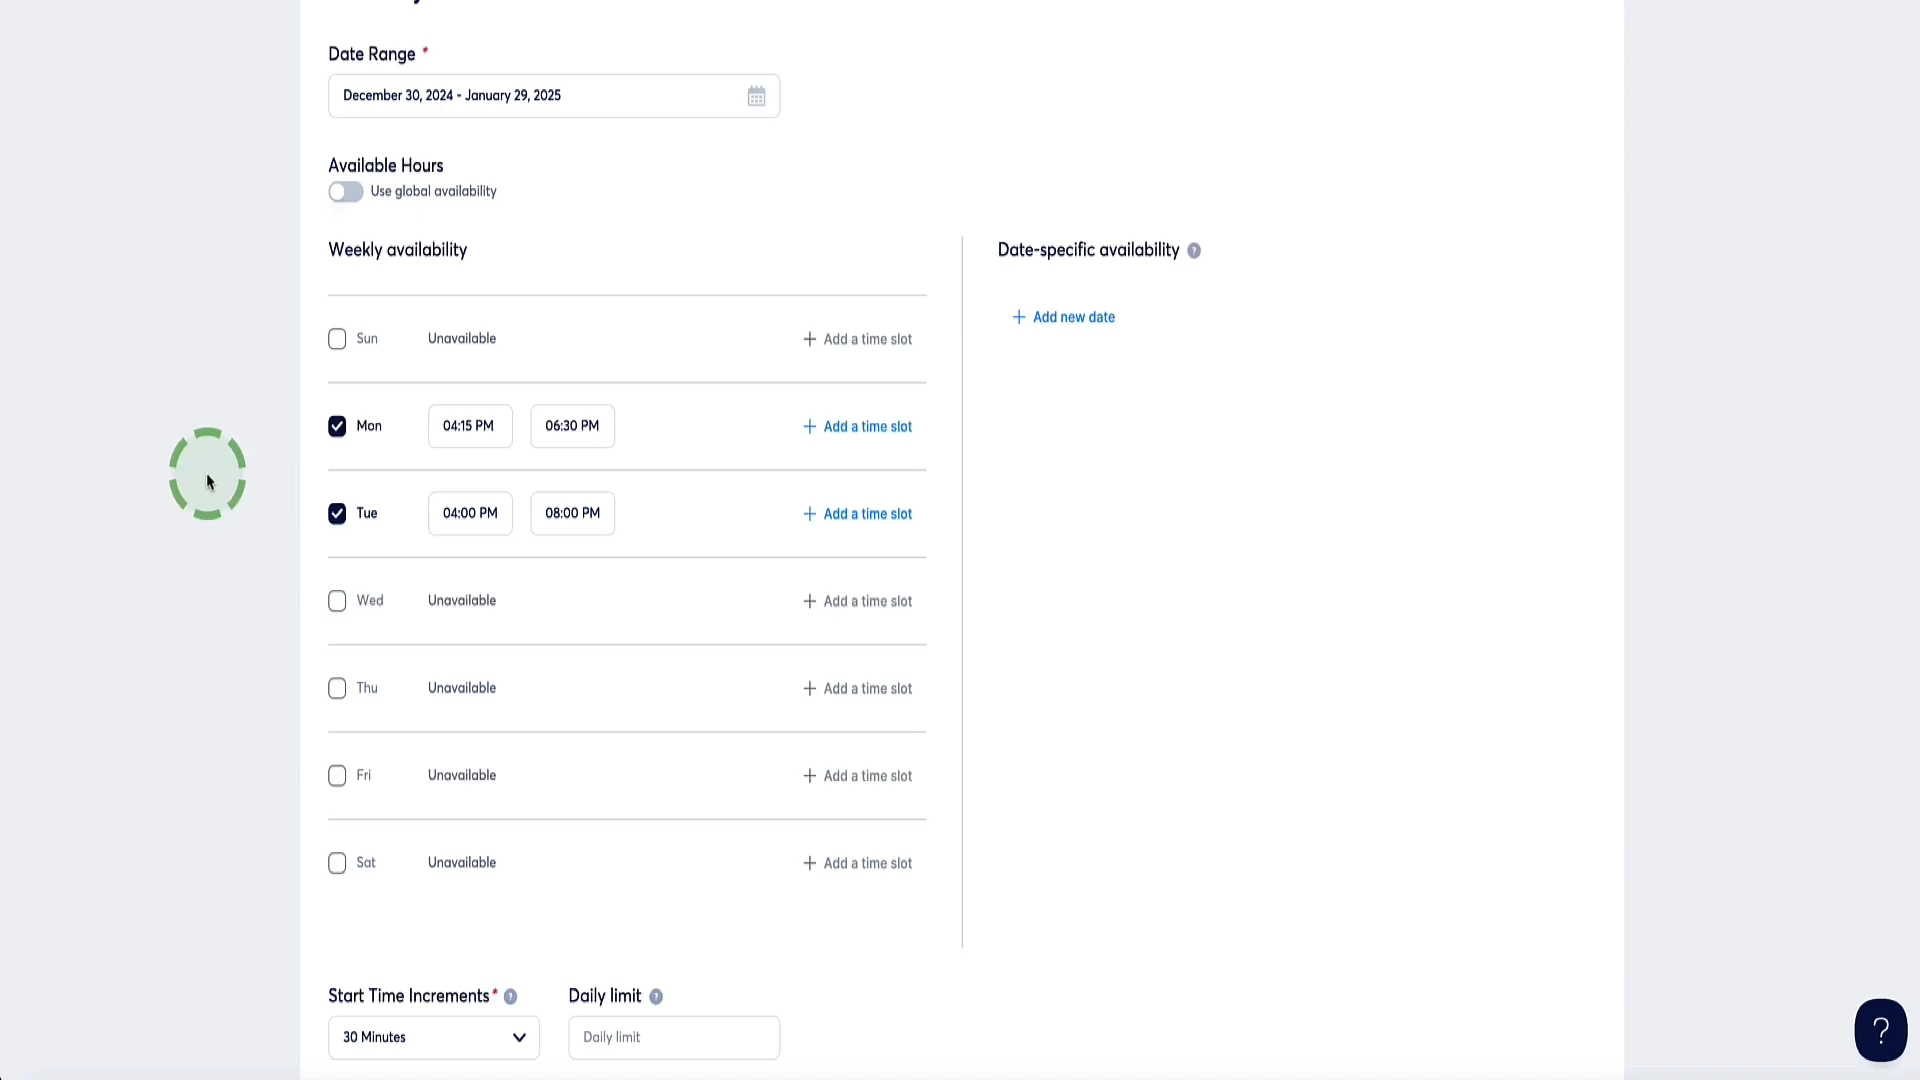 Date Range *
December 30, 2024 - January 29, 2025
Available Hours
Use global availability
Weekly availability
Date-specific availability ?
+ Add new date
Sun Unavailable + Add a time slot
Mon 04:15 PM 06:30 PM + Add a time slot
Tue 04:00 PM 08:00 PM + Add a time slot
Wed Unavailable + Add a time slot
Thu Unavailable + Add a time slot
Fri Unavailable + Add a time slot
Sat Unavailable + Add a time slot
Start Time Increments* ? Daily limit ?
30 Minutes Daily limit
?